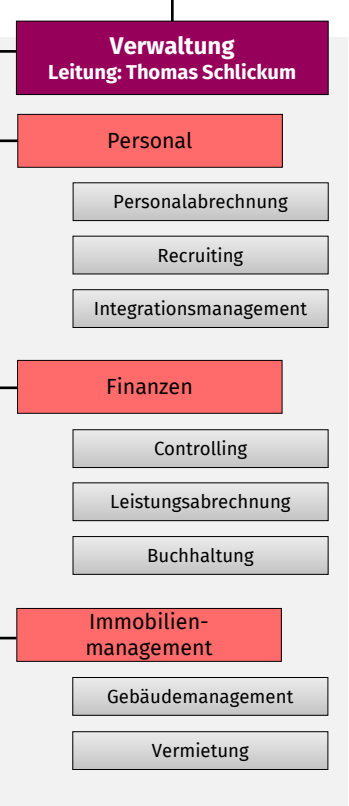 Verwaltung
Leitung: Thomas Schlickum
Personal
Personalabrechnung
Recruiting
Integrationsmanagement
Finanzen
Controlling
Leistungsabrechnung
Buchhaltung
Immobilien-
management
Gebäudemanagement
Vermietung